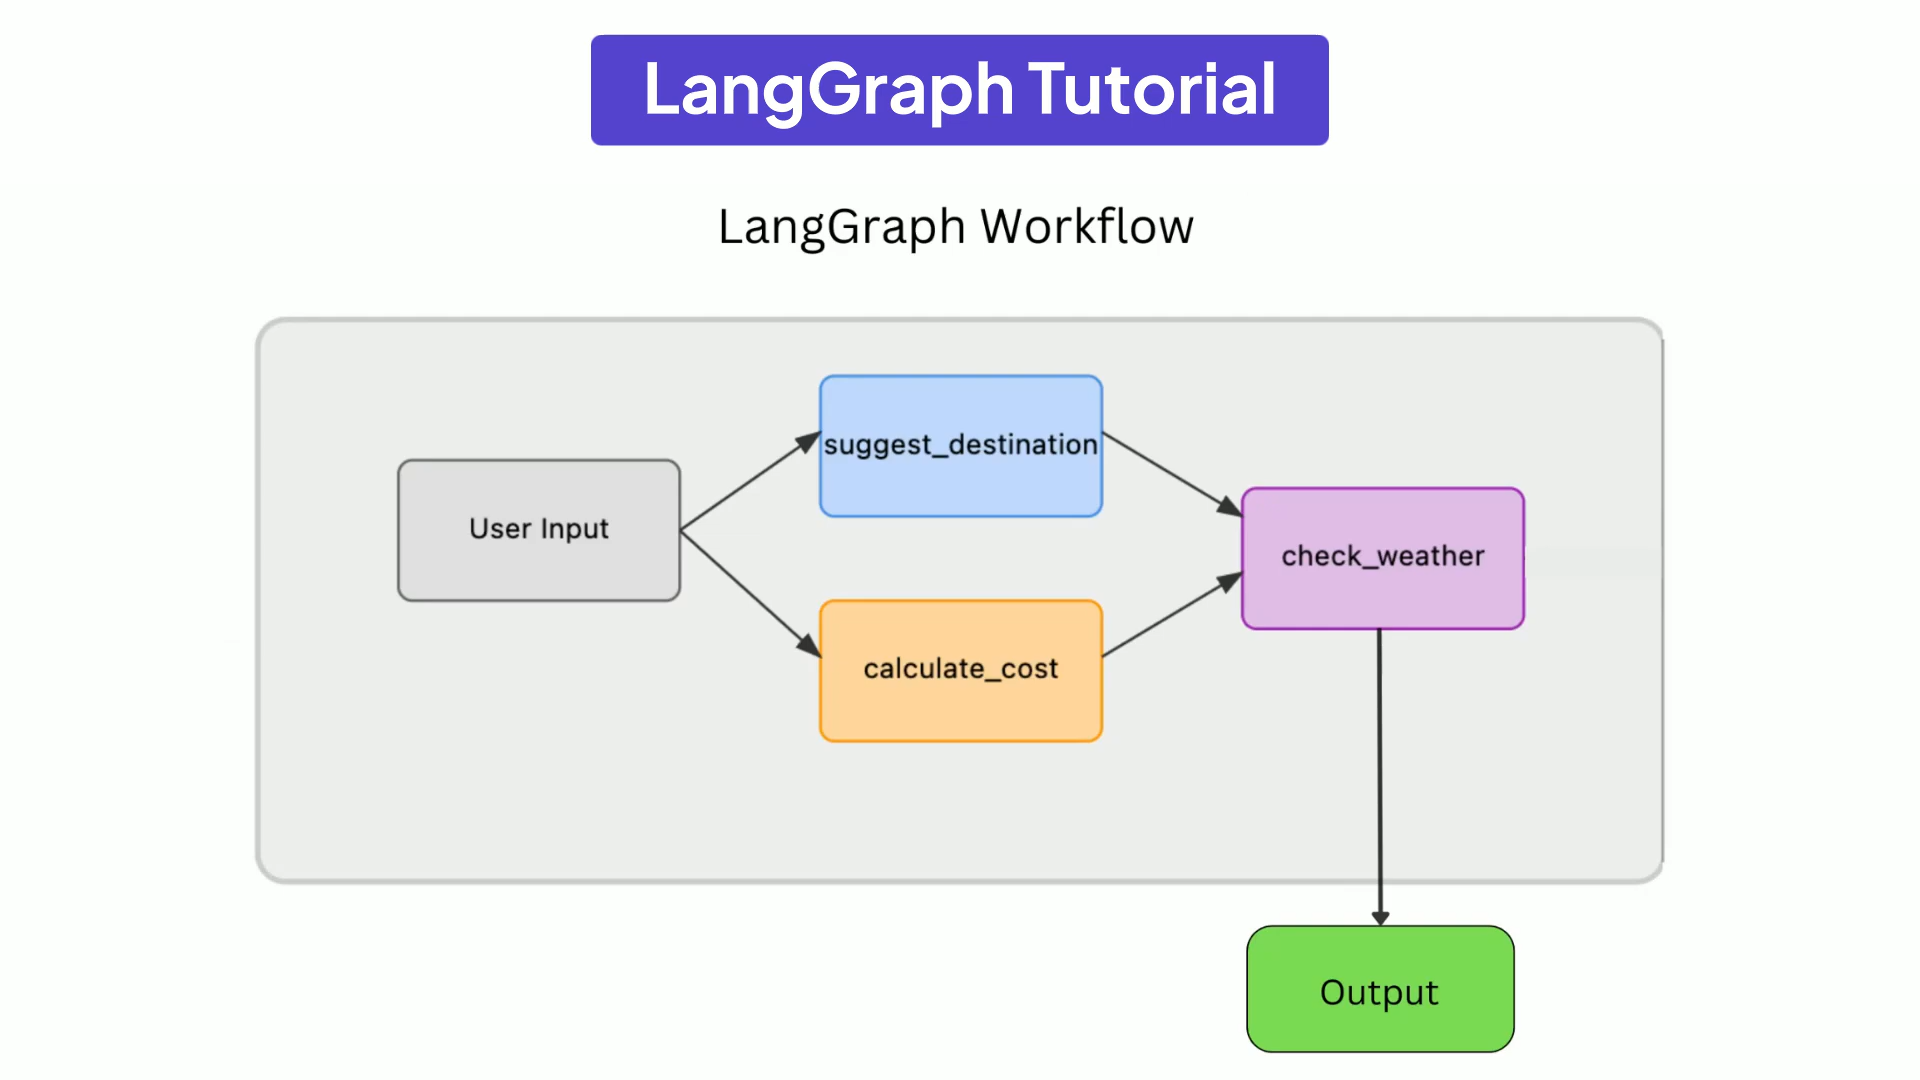 LangGraph Tutorial
LangGraph Workflow
suggest_destination
User Input
check_weather
calculate_cost
Output